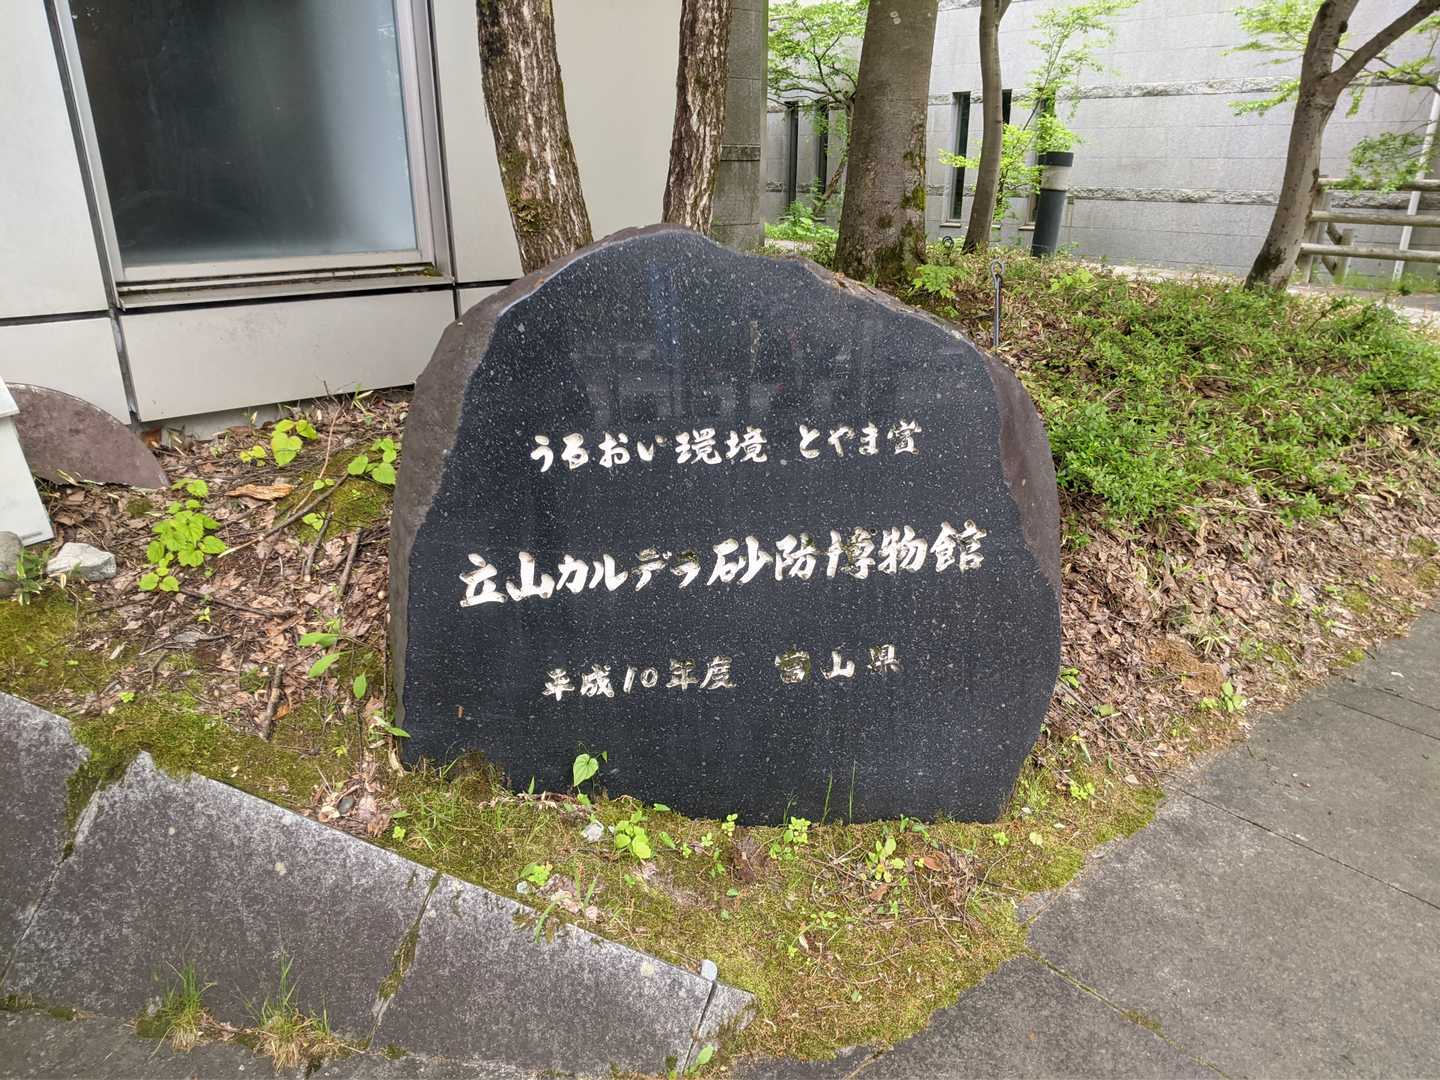 うるおい環境 とやま賞
立山カルデラ砂防博物館
平成10年度 富山県